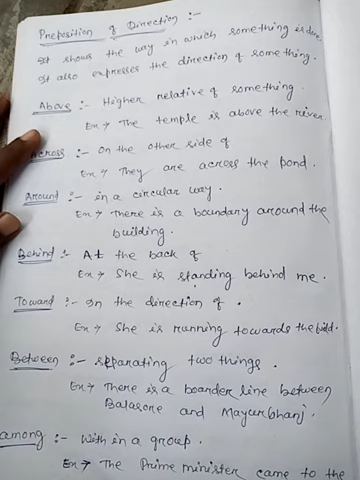 Preposition of Direction :-
It shows the way in which something is done
It also expresses the direction of something.
Above :- Higher relative of something.
Ex → The temple is above the river.
Across :- On the other side of
Ex → They are across the pond.
Around :- in a circular way.
Ex → There is a boundary around the
building.
Behind :- At the back of
Ex → She is standing behind me.
Toward :- In the direction of.
Ex → She is running towards the field.
Between :- separating two things.
Ex → There is a boarder line between
Balasore and Mayurbhanj.
among :- With in a group.
Ex → The Prime minister came to the